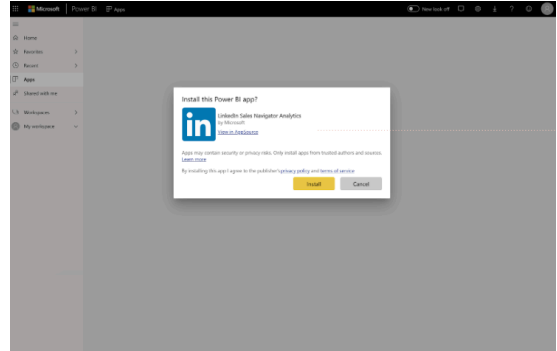 Microsoft Power BI Apps New look off
Home
Favorites
Recent
Apps
Shared with me
Workspaces
My workspace
Install this Power BI app?
in
LinkedIn Sales Navigator Analytics
by Microsoft
View in AppSource
Apps may contain security or privacy risks. Only install apps from trusted authors and sources.
Learn more
By installing this app I agree to the publisher's privacy policy and terms of service
Install Cancel